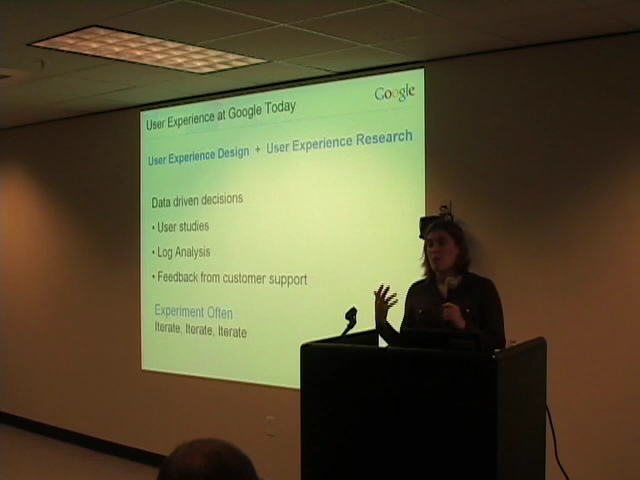 Google
User Experience at Google Today
User Experience Design + User Experience Research
Data driven decisions
• User studies
• Log Analysis
• Feedback from customer support
Experiment Often
Iterate, Iterate, Iterate